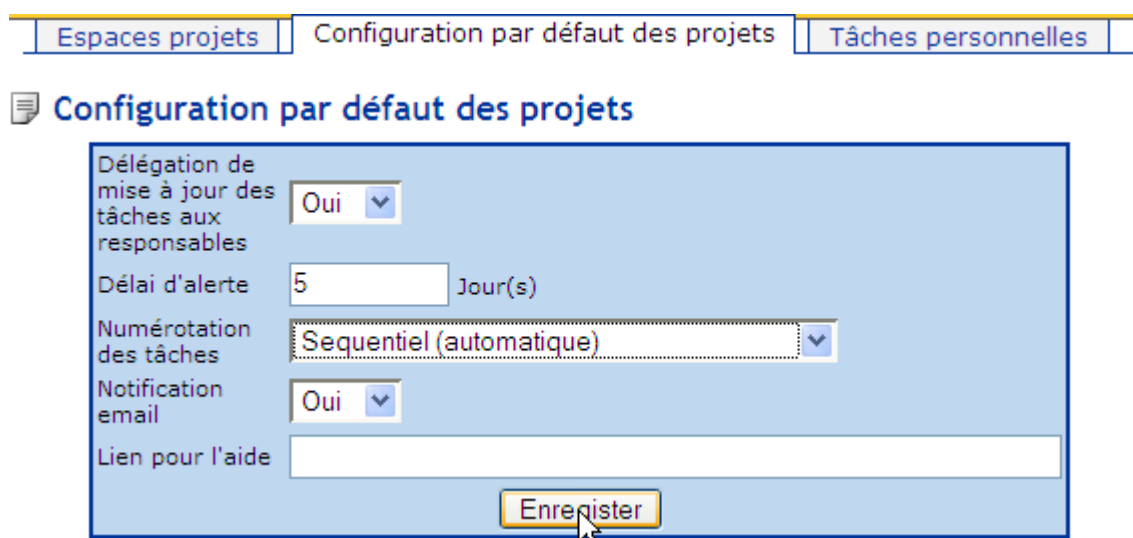 Espaces projets Configuration par défaut des projets Tâches personnelles
Configuration par défaut des projets
Délégation de
mise à jour des
tâches aux
responsables
Oui
Délai d'alerte 5 Jour(s)
Numérotation
des tâches
Sequentiel (automatique)
Notification
email
Oui
Lien pour l'aide
Enregister